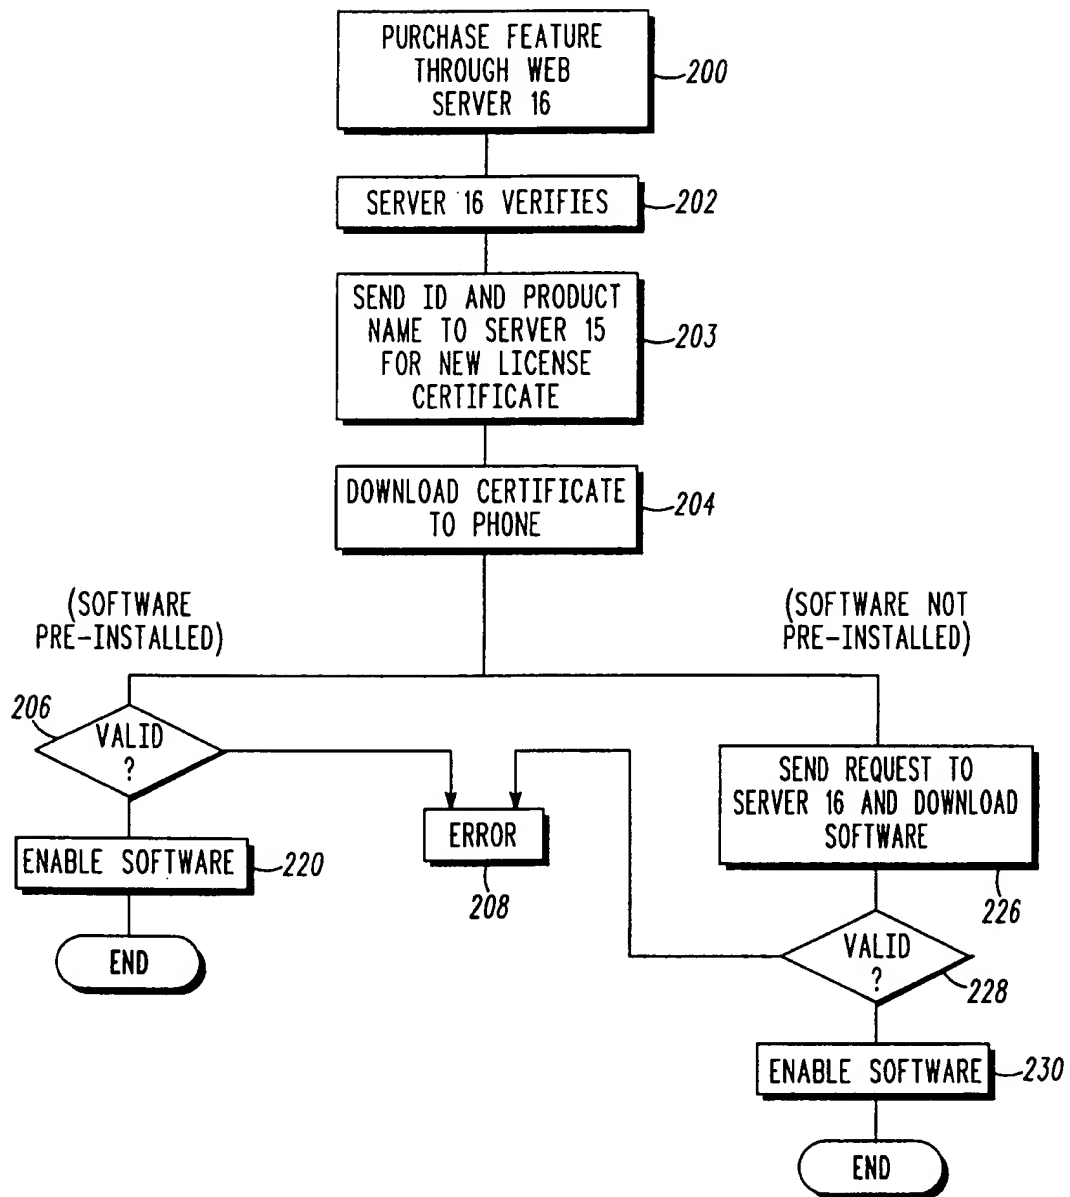 PURCHASE FEATURE
THROUGH WEB
SERVER 16
200
SERVER 16 VERIFIES
202
SEND ID AND PRODUCT
NAME TO SERVER 15
FOR NEW LICENSE
CERTIFICATE
203
DOWNLOAD CERTIFICATE
TO PHONE
204
(SOFTWARE
PRE-INSTALLED)
(SOFTWARE NOT
PRE-INSTALLED)
206
VALID
?
ENABLE SOFTWARE
220
END
ERROR
208
SEND REQUEST TO
SERVER 16 AND DOWNLOAD
SOFTWARE
226
VALID
?
228
ENABLE SOFTWARE
230
END